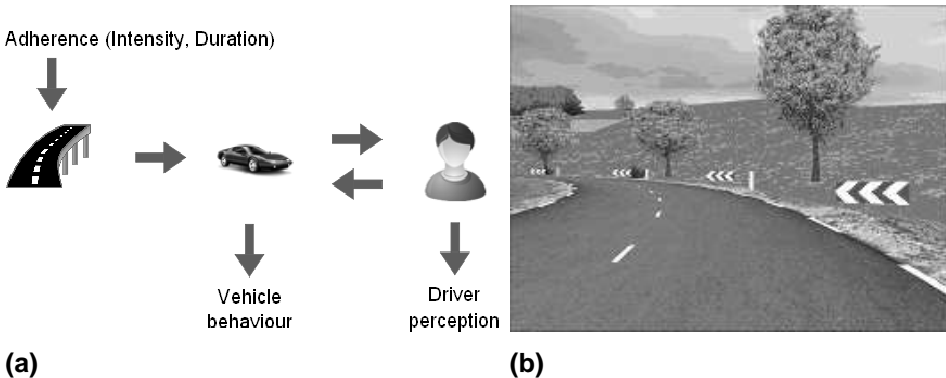 Adherence (Intensity, Duration)
Vehicle
behaviour
Driver
perception
(a)
(b)